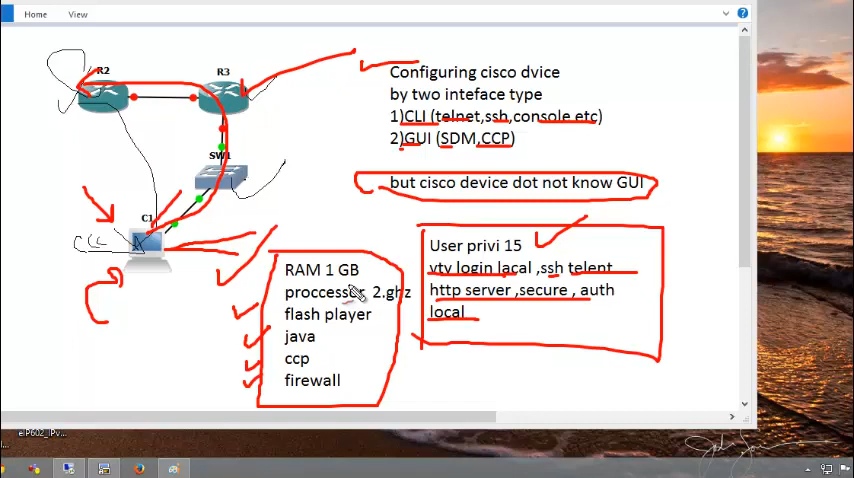 Home View
R2
R3
Configuring cisco dvice
by two inteface type
1)CLI (telnet,ssh,console etc)
2)GUI (SDM,CCP)
SW1
but cisco device dot not know GUI
C1
RAM 1 GB
proccessor 2.ghz
flash player
java
ccp
firewall
User privi 15
vty login lacal ,ssh telent
http server ,secure , auth
local
eIP602_IPv...